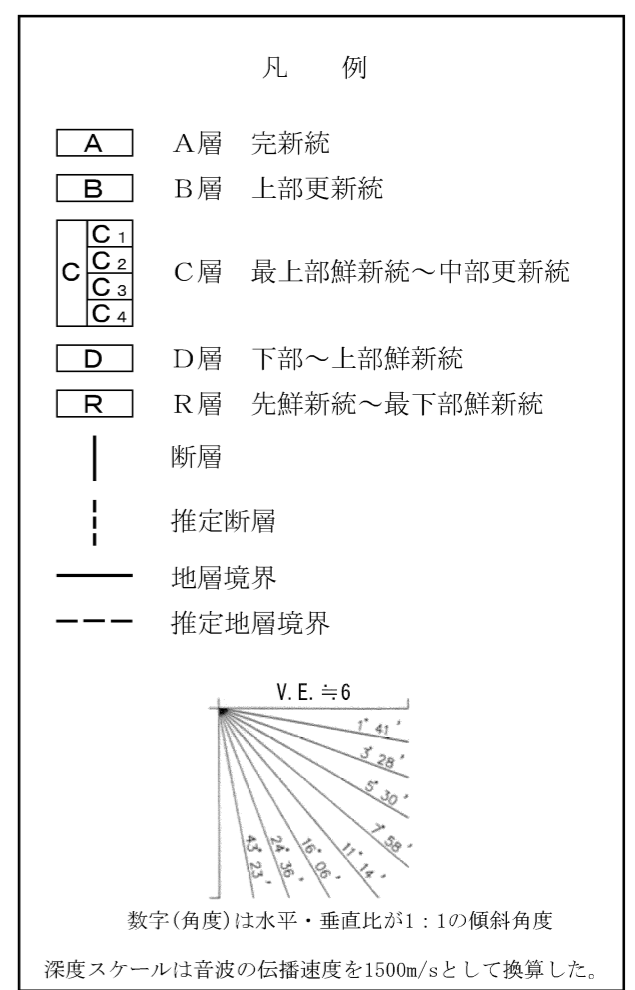 凡　例
A　A層　完新統
B　B層　上部更新統
C　C1　C2　C3　C4　C層　最上部鮮新統～中部更新統
D　D層　下部～上部鮮新統
R　R層　先鮮新統～最下部鮮新統
断層
推定断層
地層境界
推定地層境界
V.E.≒6
1°41′
3°28′
5°30′
7°58′
11°14′
16°06′
24°36′
43°23′
数字(角度)は水平・垂直比が1：1の傾斜角度
深度スケールは音波の伝播速度を1500m/sとして換算した。